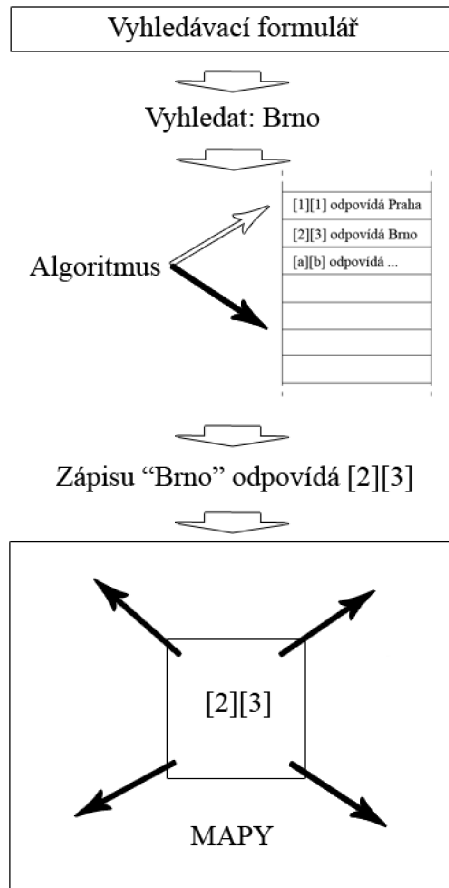 Vyhledávací formulář
Vyhledat: Brno
Algoritmus
[1][1] odpovídá Praha
[2][3] odpovídá Brno
[a][b] odpovídá ...
Zápisu “Brno” odpovídá [2][3]
[2][3]
MAPY